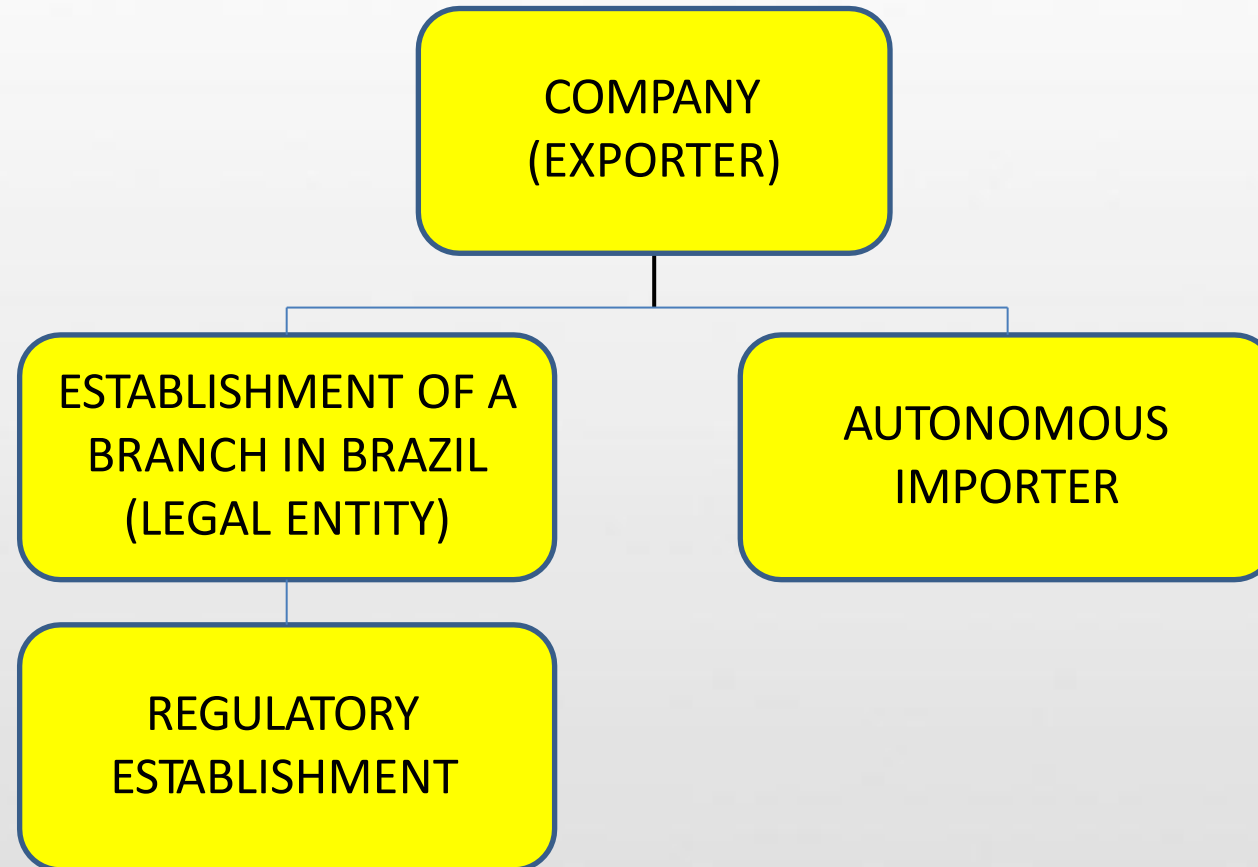 COMPANY
(EXPORTER)
ESTABLISHMENT OF A
BRANCH IN BRAZIL
(LEGAL ENTITY)
AUTONOMOUS
IMPORTER
REGULATORY
ESTABLISHMENT